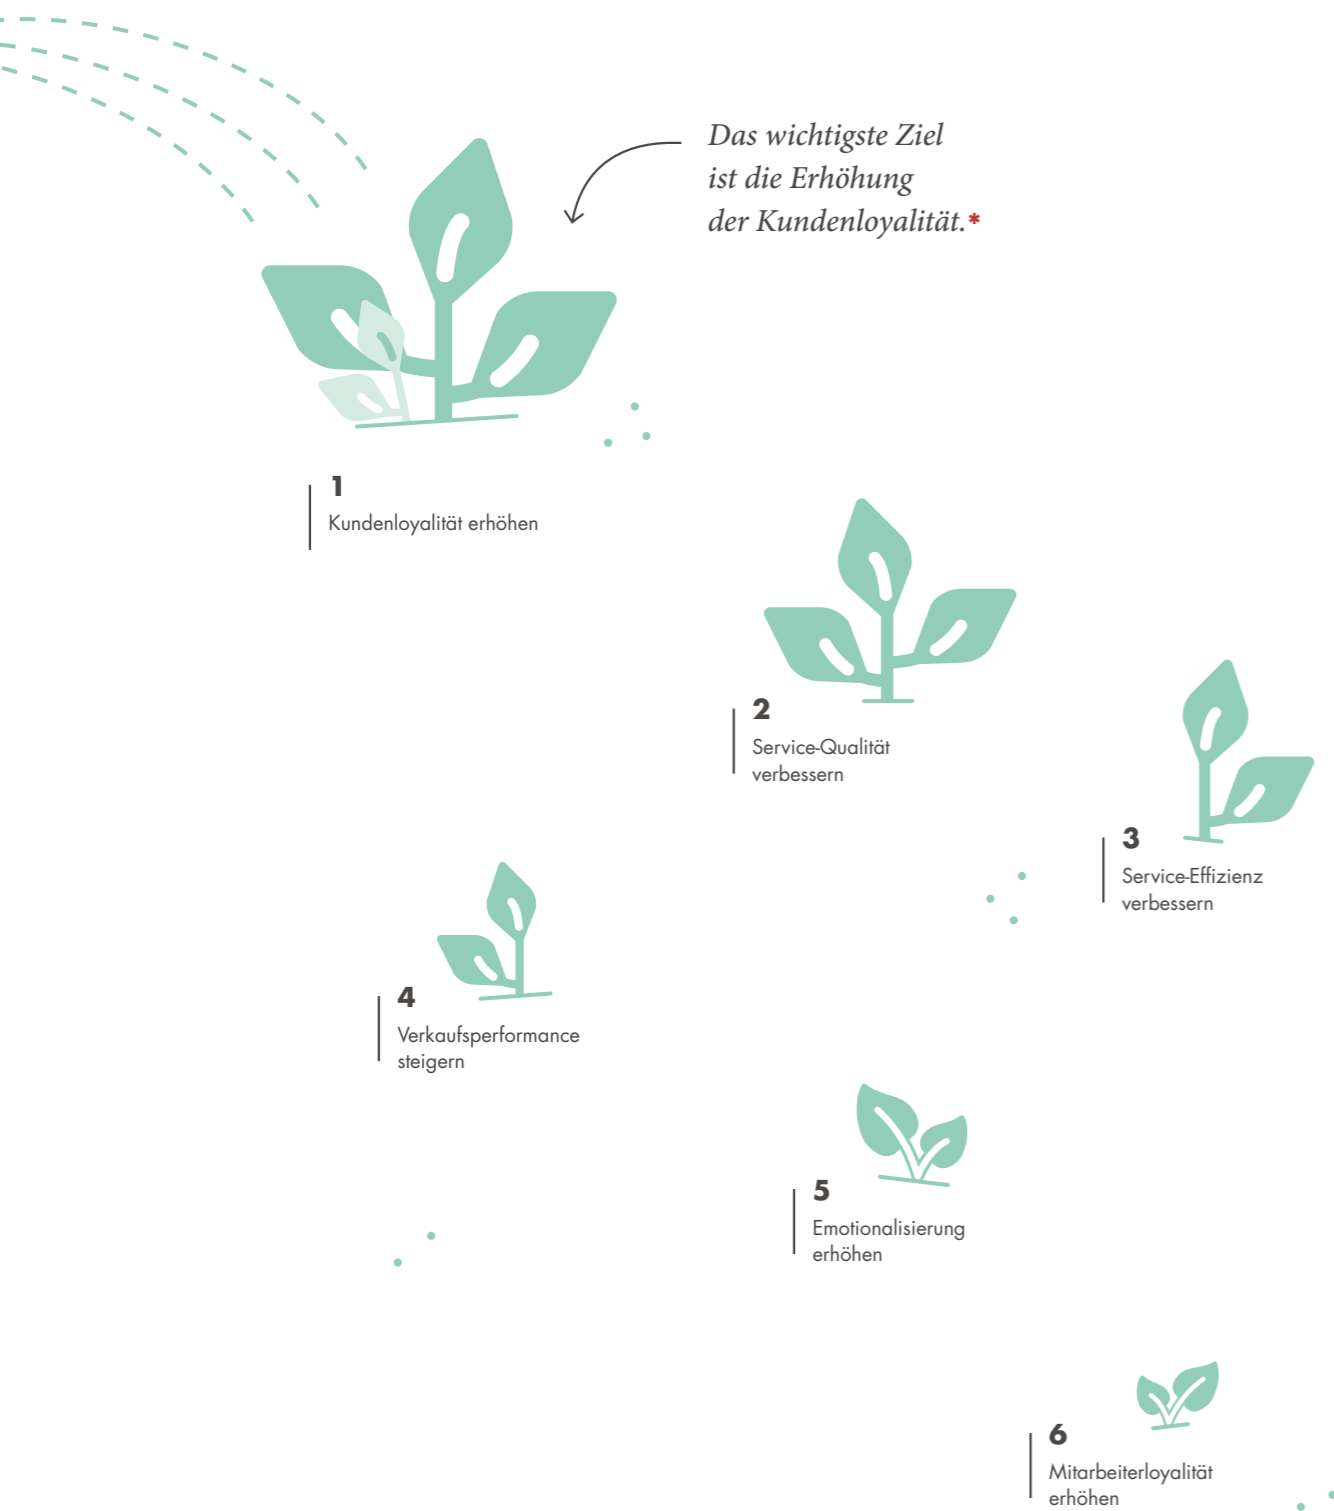 Das wichtigste Ziel
ist die Erhöhung
der Kundenloyalität.*
1
Kundenloyalität erhöhen
2
Service-Qualität
verbessern
3
Service-Effizienz
verbessern
4
Verkaufsperformance
steigern
5
Emotionalisierung
erhöhen
6
Mitarbeiterloyalität
erhöhen